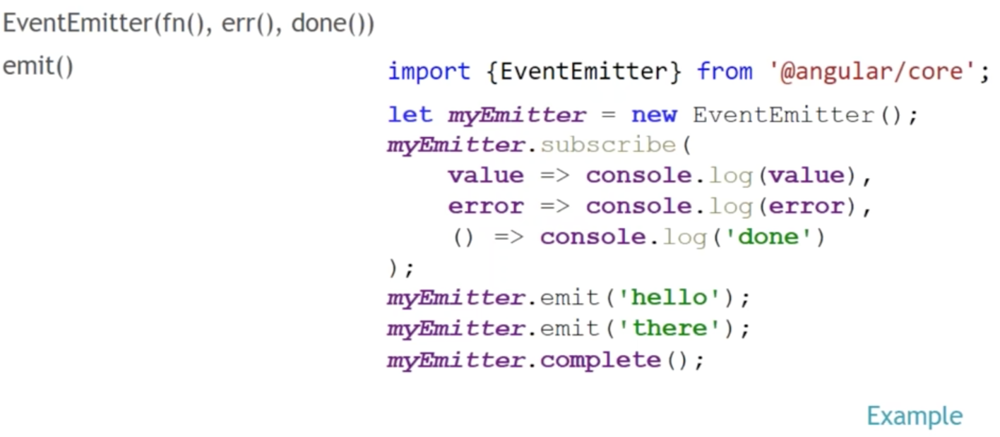 EventEmitter(fn(), err(), done())
emit()
import {EventEmitter} from '@angular/core';
let myEmitter = new EventEmitter();
myEmitter.subscribe(
    value => console.log(value),
    error => console.log(error),
    () => console.log('done')
);
myEmitter.emit('hello');
myEmitter.emit('there');
myEmitter.complete();
Example